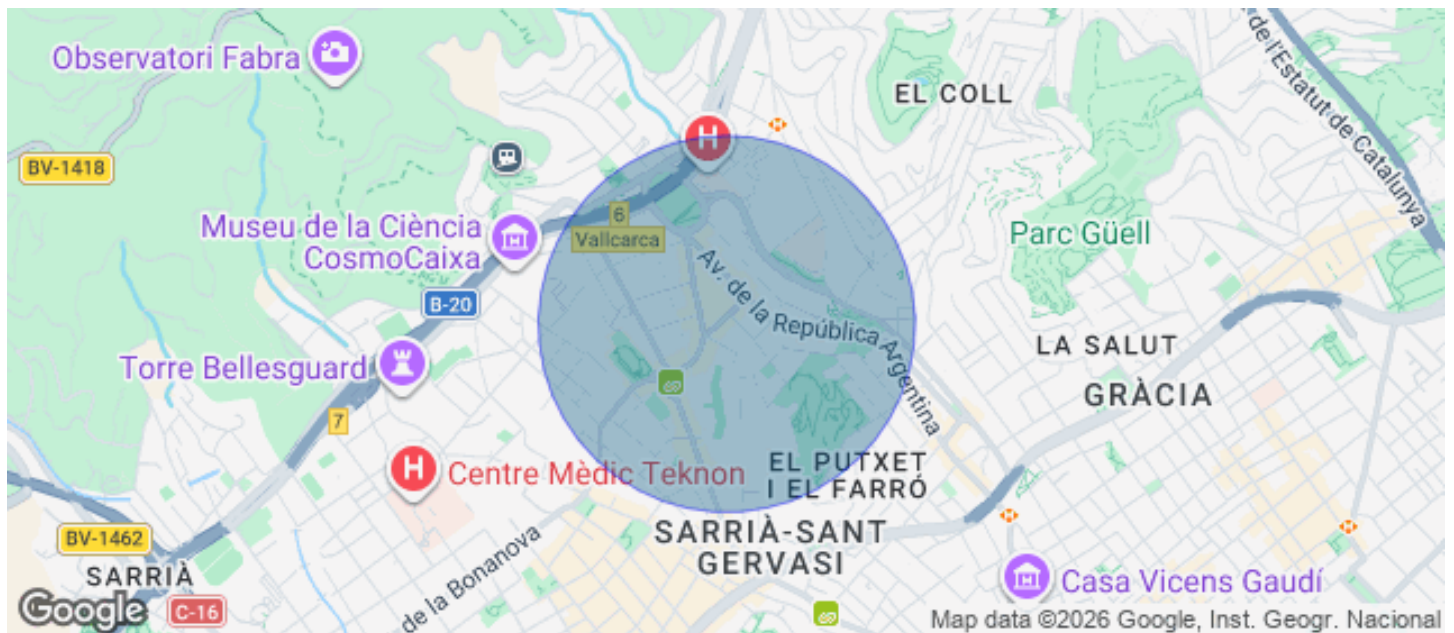 Observatori Fabra
EL COLL
de l'Estatut de Catalunya
BV-1418
H
6
Vallcarca
Museu de la Ciència
CosmoCaixa
Parc Güell
Av. de la República Argentina
B-20
LA SALUT
Torre Bellesguard
GRÀCIA
7
H
Centre Mèdic Teknon
EL PUTXET
I EL FARRÓ
SARRIÀ-SANT
GERVASI
BV-1462
SARRIÀ
de la Bonanova
Casa Vicens Gaudí
Google
C-16
Map data ©2026 Google, Inst. Geogr. Nacional